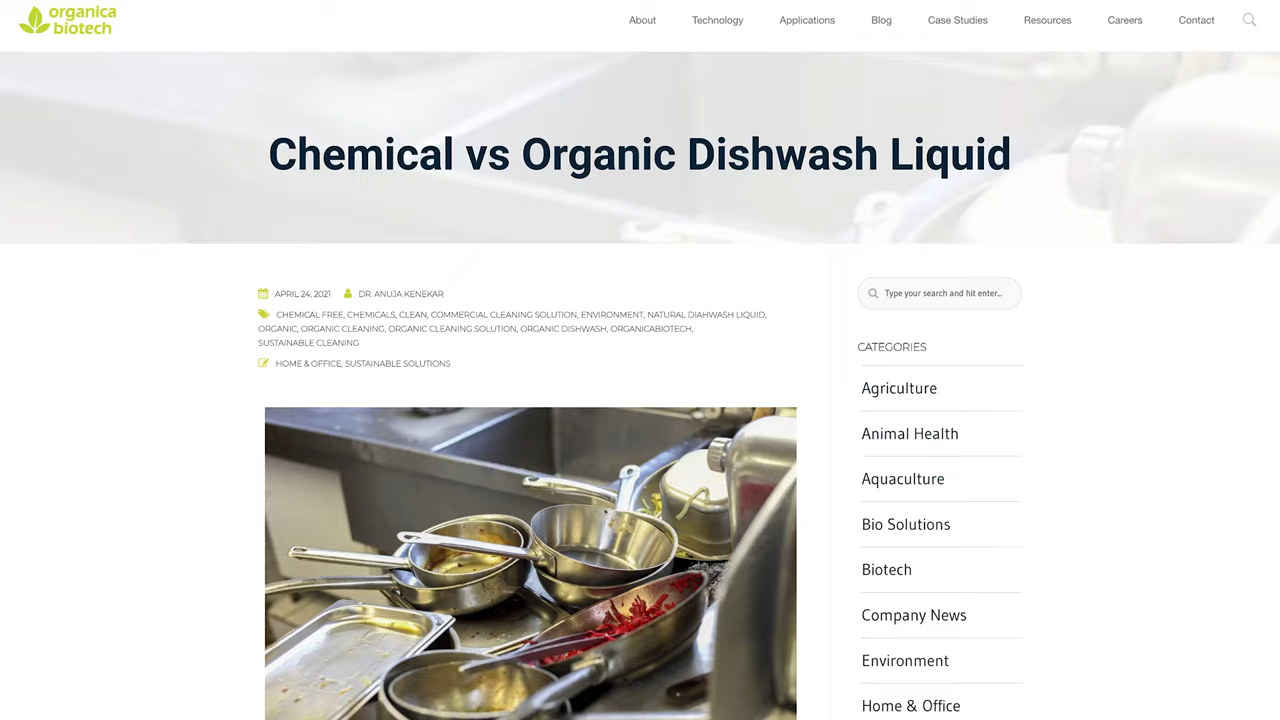 organica
biotech
About Technology Applications Blog Case Studies Resources Careers Contact
Chemical vs Organic Dishwash Liquid
APRIL 24, 2021 DR. ANUJA KENEKAR
CHEMICAL FREE, CHEMICALS, CLEAN, COMMERCIAL CLEANING SOLUTION, ENVIRONMENT, NATURAL DIAHWASH LIQUID,
ORGANIC, ORGANIC CLEANING, ORGANIC CLEANING SOLUTION, ORGANIC DISHWASH, ORGANICABIOTECH,
SUSTAINABLE CLEANING
HOME & OFFICE, SUSTAINABLE SOLUTIONS
Type your search and hit enter...
CATEGORIES
Agriculture
Animal Health
Aquaculture
Bio Solutions
Biotech
Company News
Environment
Home & Office